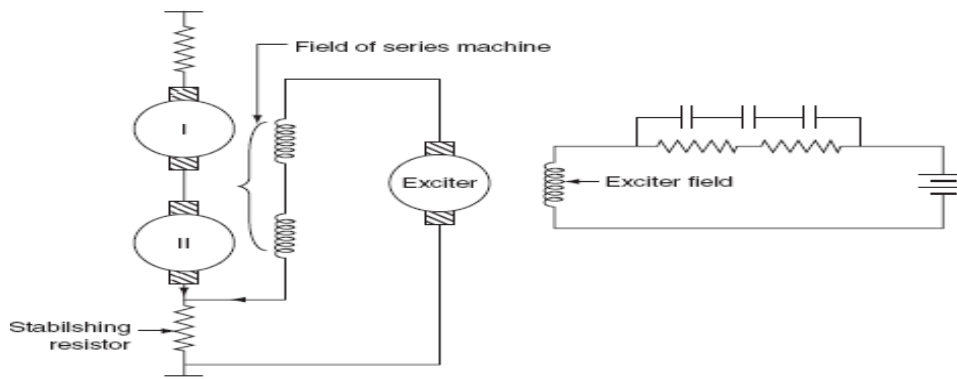 Field of series machine
I
Exciter
Exciter field
II
Stabilshing
resistor